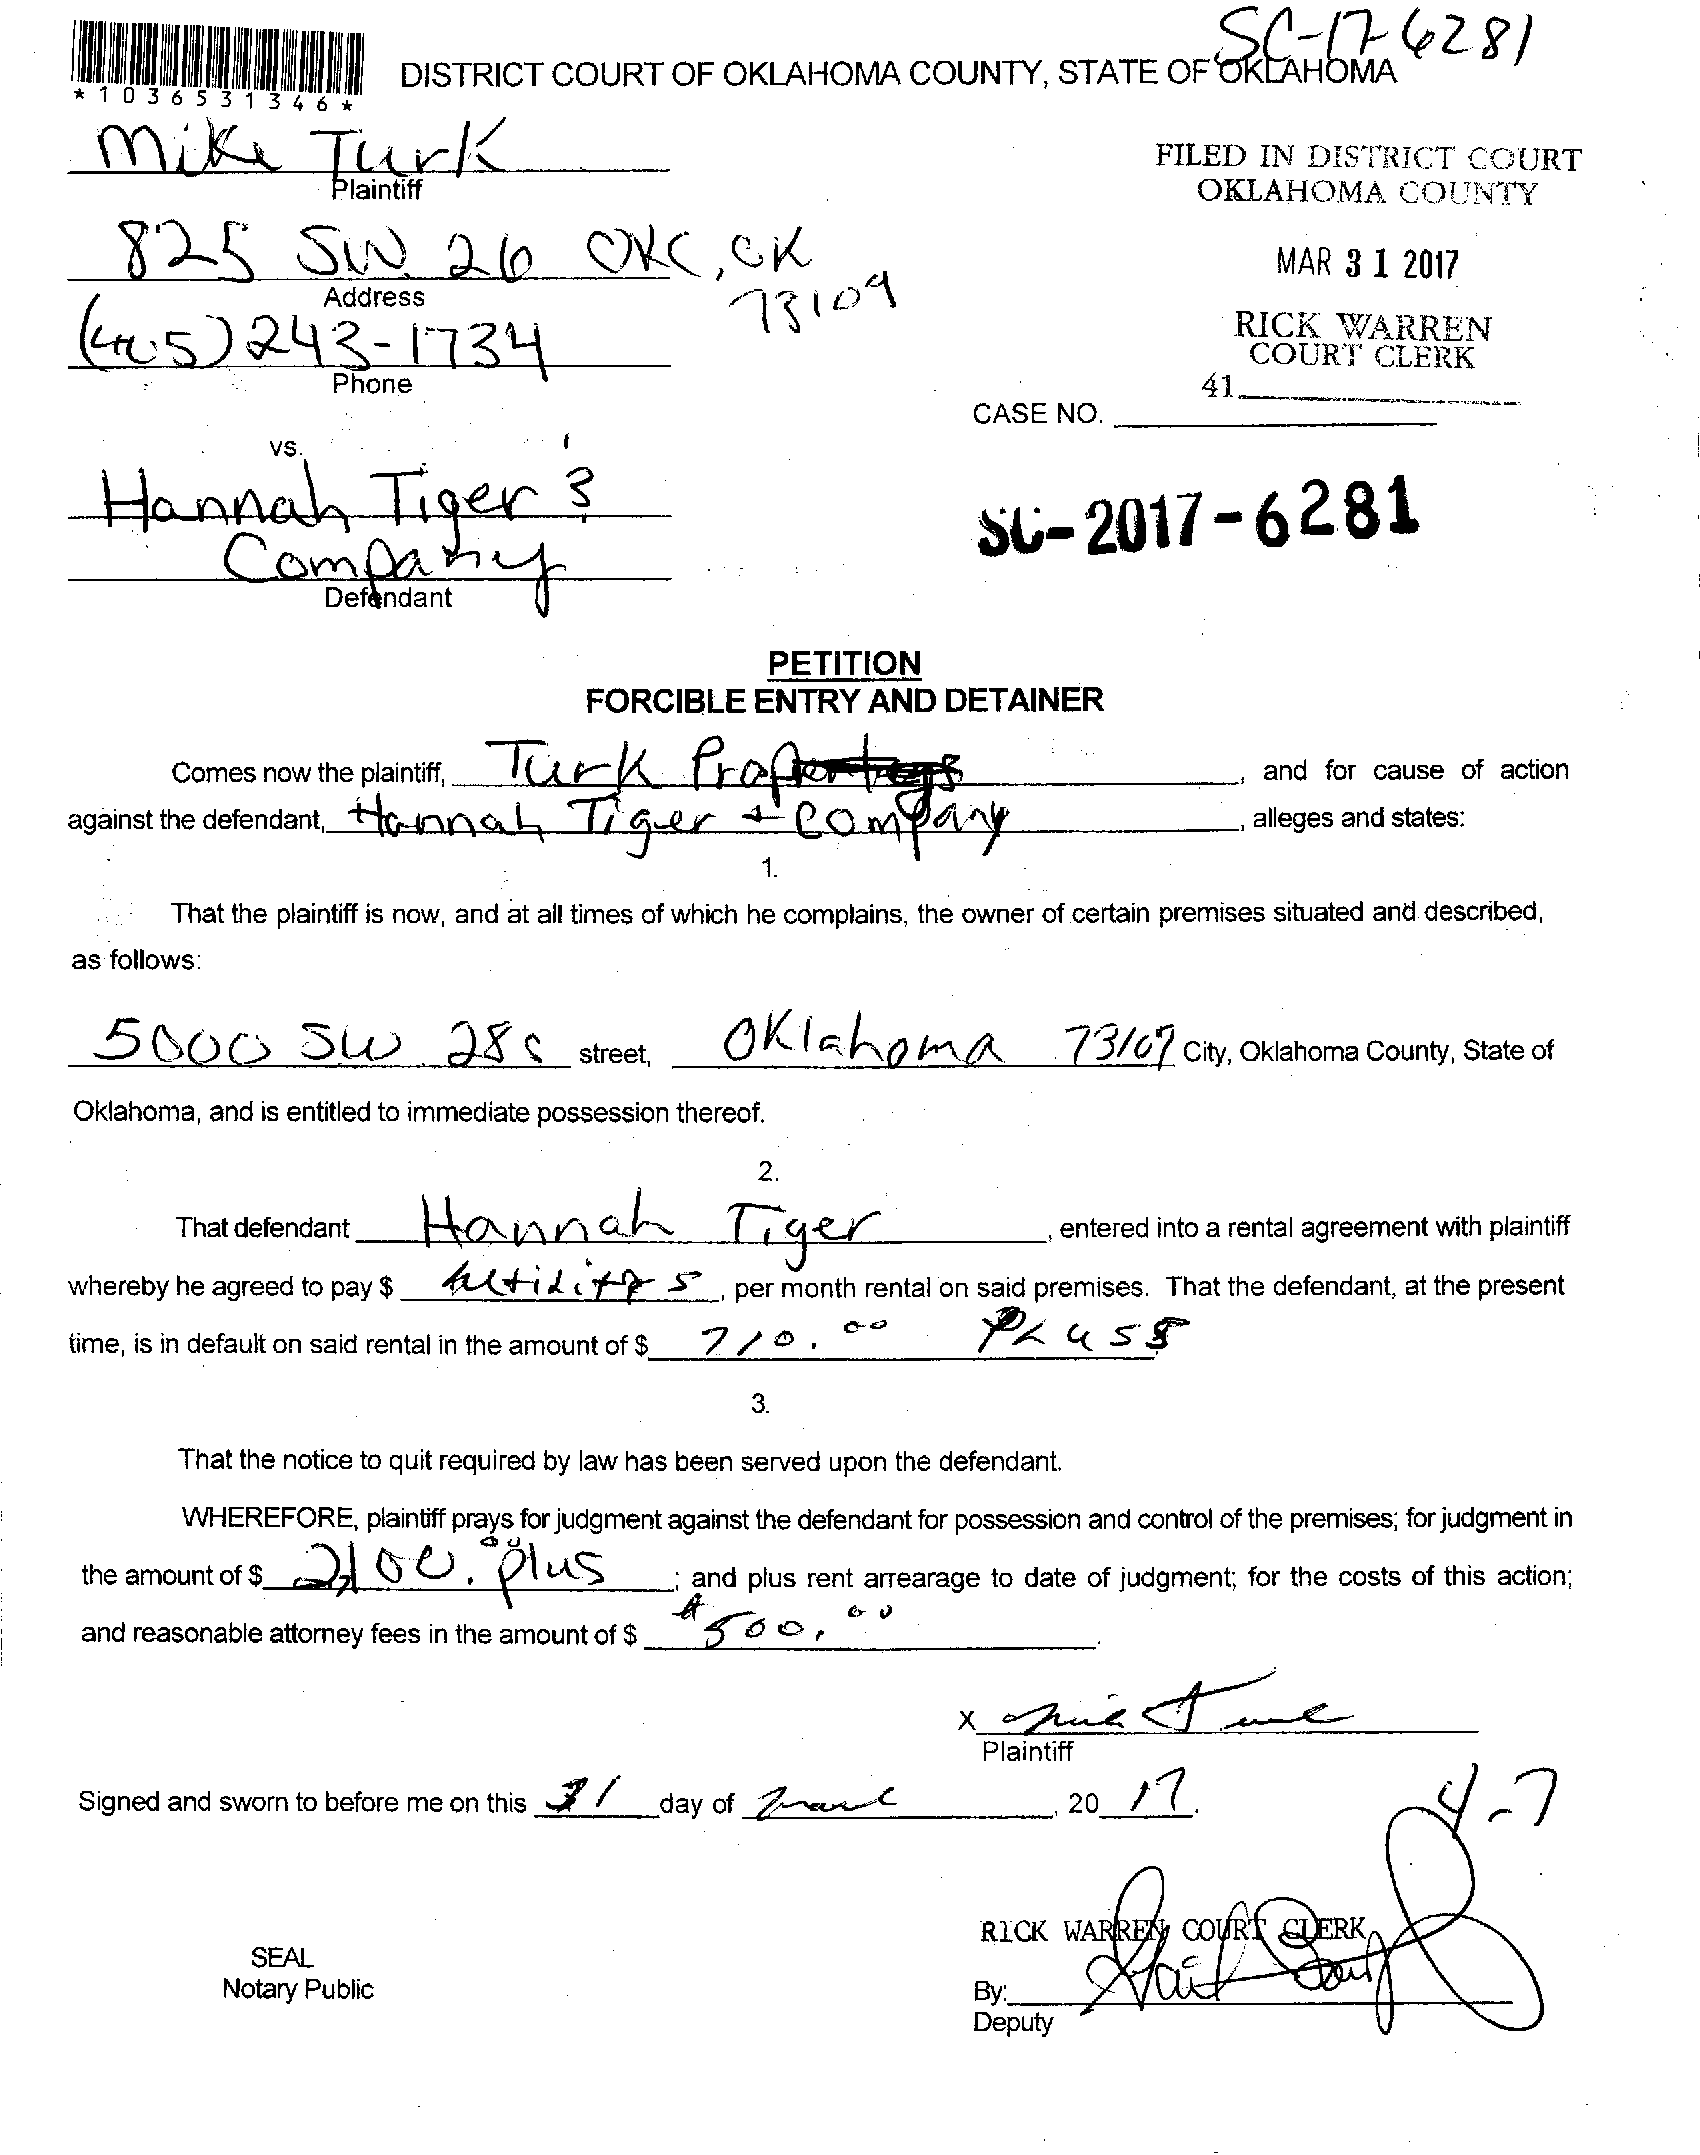 SC-17-6281
*1036531346*
DISTRICT COURT OF OKLAHOMA COUNTY, STATE OF OKLAHOMA
Mike Turk
Plaintiff
FILED IN DISTRICT COURT
OKLAHOMA COUNTY
825 SW 26 OKC, OK
73109
Address
MAR 31 2017
(405) 243-1734
Phone
RICK WARREN
COURT CLERK
41
CASE NO.
vs.
Hannah Tiger &
Company
Defendant
SC-2017-6281
PETITION
FORCIBLE ENTRY AND DETAINER
Comes now the plaintiff, Turk , and for cause of action
against the defendant, Hannah Tiger + Company, alleges and states:
1.
That the plaintiff is now, and at all times of which he complains, the owner of certain premises situated and described,
as follows:
5000 SW 28 street, Oklahoma 73107 City, Oklahoma County, State of
Oklahoma, and is entitled to immediate possession thereof.
2.
That defendant Hannah Tiger, entered into a rental agreement with plaintiff
whereby he agreed to pay $ , per month rental on said premises. That the defendant, at the present
time, is in default on said rental in the amount of $ 710.00 Pluss
3.
That the notice to quit required by law has been served upon the defendant.
WHEREFORE, plaintiff prays for judgment against the defendant for possession and control of the premises; for judgment in
the amount of $ 2,100.00 plus; and plus rent arrearage to date of judgment; for the costs of this action;
and reasonable attorney fees in the amount of $ $500.00.
X Mike Turk
Plaintiff
Signed and sworn to before me on this 31 day of , 20 17.
4-7
RICK WARREN COURT CLERK
SEAL
Notary Public
By:
Deputy